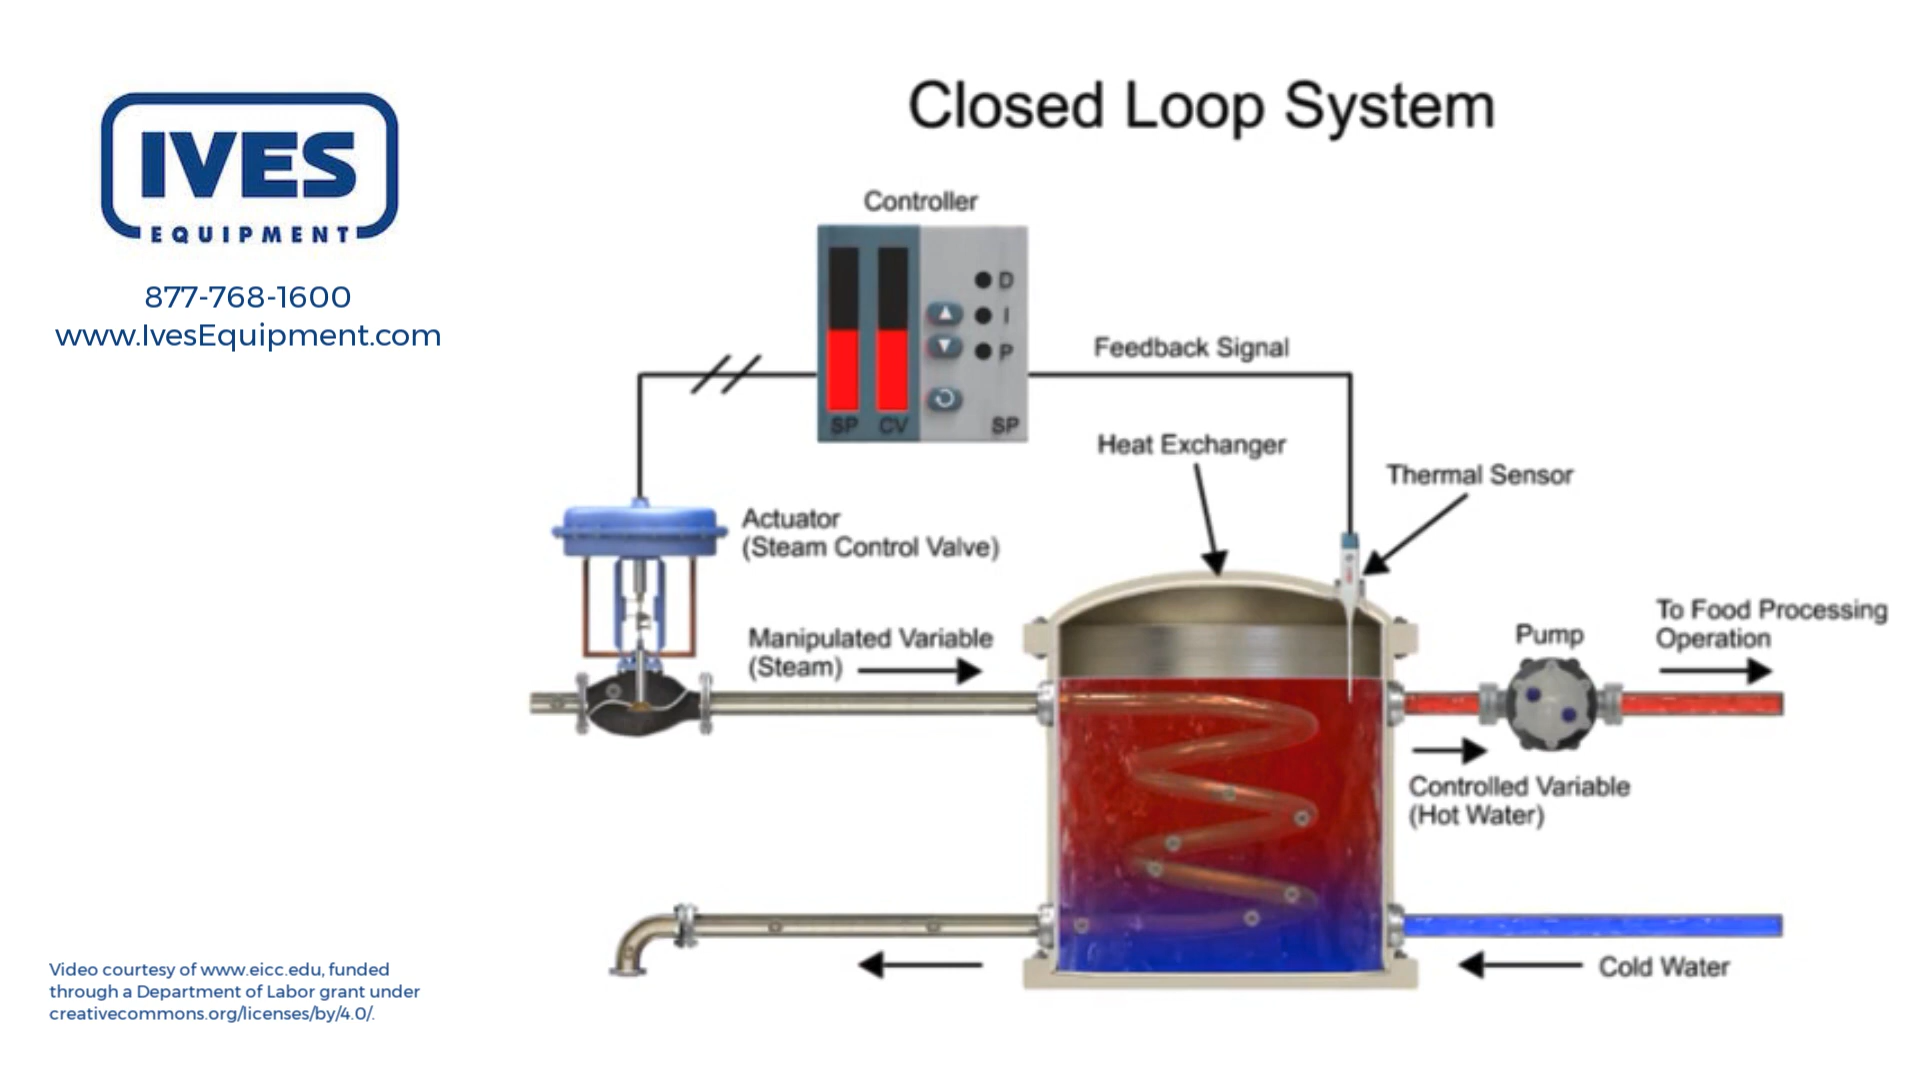 IVES
EQUIPMENT
877-768-1600
www.IvesEquipment.com
Closed Loop System
Controller
D
I
P
SP CV SP
Feedback Signal
Heat Exchanger
Thermal Sensor
Actuator
(Steam Control Valve)
Manipulated Variable
(Steam)
Pump
To Food Processing
Operation
Controlled Variable
(Hot Water)
Cold Water
Video courtesy of www.eicc.edu, funded
through a Department of Labor grant under
creativecommons.org/licenses/by/4.0/.